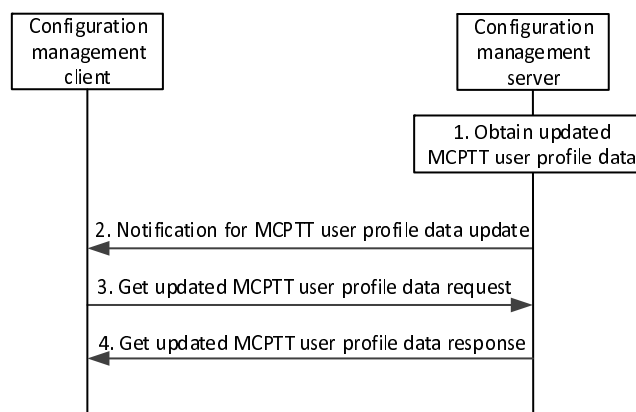 Configuration
management
client
Configuration
management
server
1. Obtain updated
MCPTT user profile data
2. Notification for MCPTT user profile data update
3. Get updated MCPTT user profile data request
4. Get updated MCPTT user profile data response